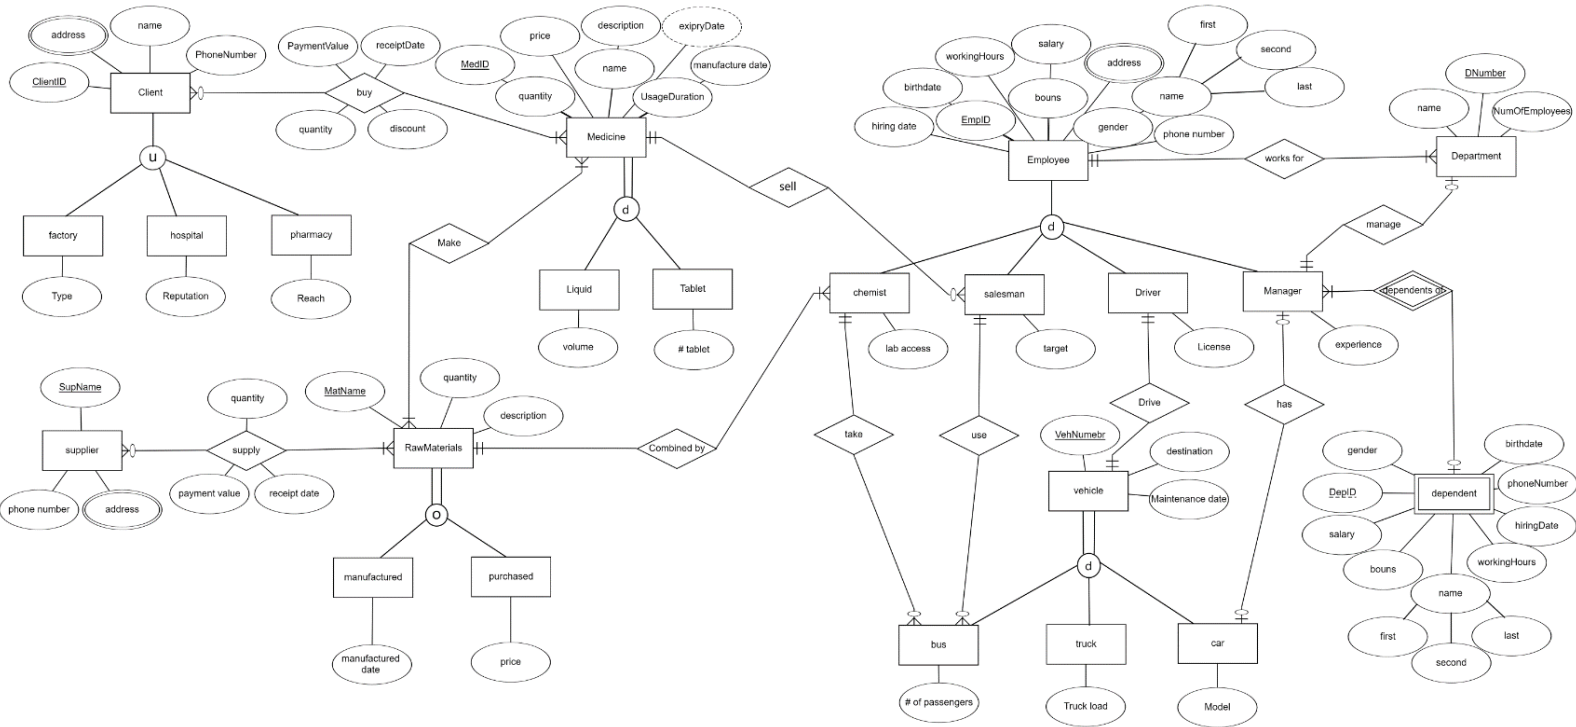 address
name
PhoneNumber
ClientID
Client
PaymentValue
receiptDate
buy
quantity
discount
u
factory
hospital
pharmacy
Type
Reputation
Reach
price
description
exipryDate
MedID
name
manufacture date
quantity
UsageDuration
Medicine
d
Liquid
Tablet
volume
# tablet
Make
sell
workingHours
salary
address
first
second
last
birthdate
bouns
name
hiring date
EmpID
gender
phone number
Employee
works for
DNumber
name
NumOfEmployees
Department
manage
d
chemist
salesman
Driver
Manager
dependents of
lab access
target
License
experience
SupName
quantity
MatName
quantity
description
supplier
supply
RawMaterials
Combined by
phone number
address
payment value
receipt date
o
manufactured
purchased
manufactured
date
price
take
use
Drive
has
VehNumebr
destination
vehicle
Maintenance date
d
bus
truck
car
# of passengers
Truck load
Model
gender
birthdate
DepID
dependent
phoneNumber
salary
hiringDate
bouns
workingHours
name
first
last
second